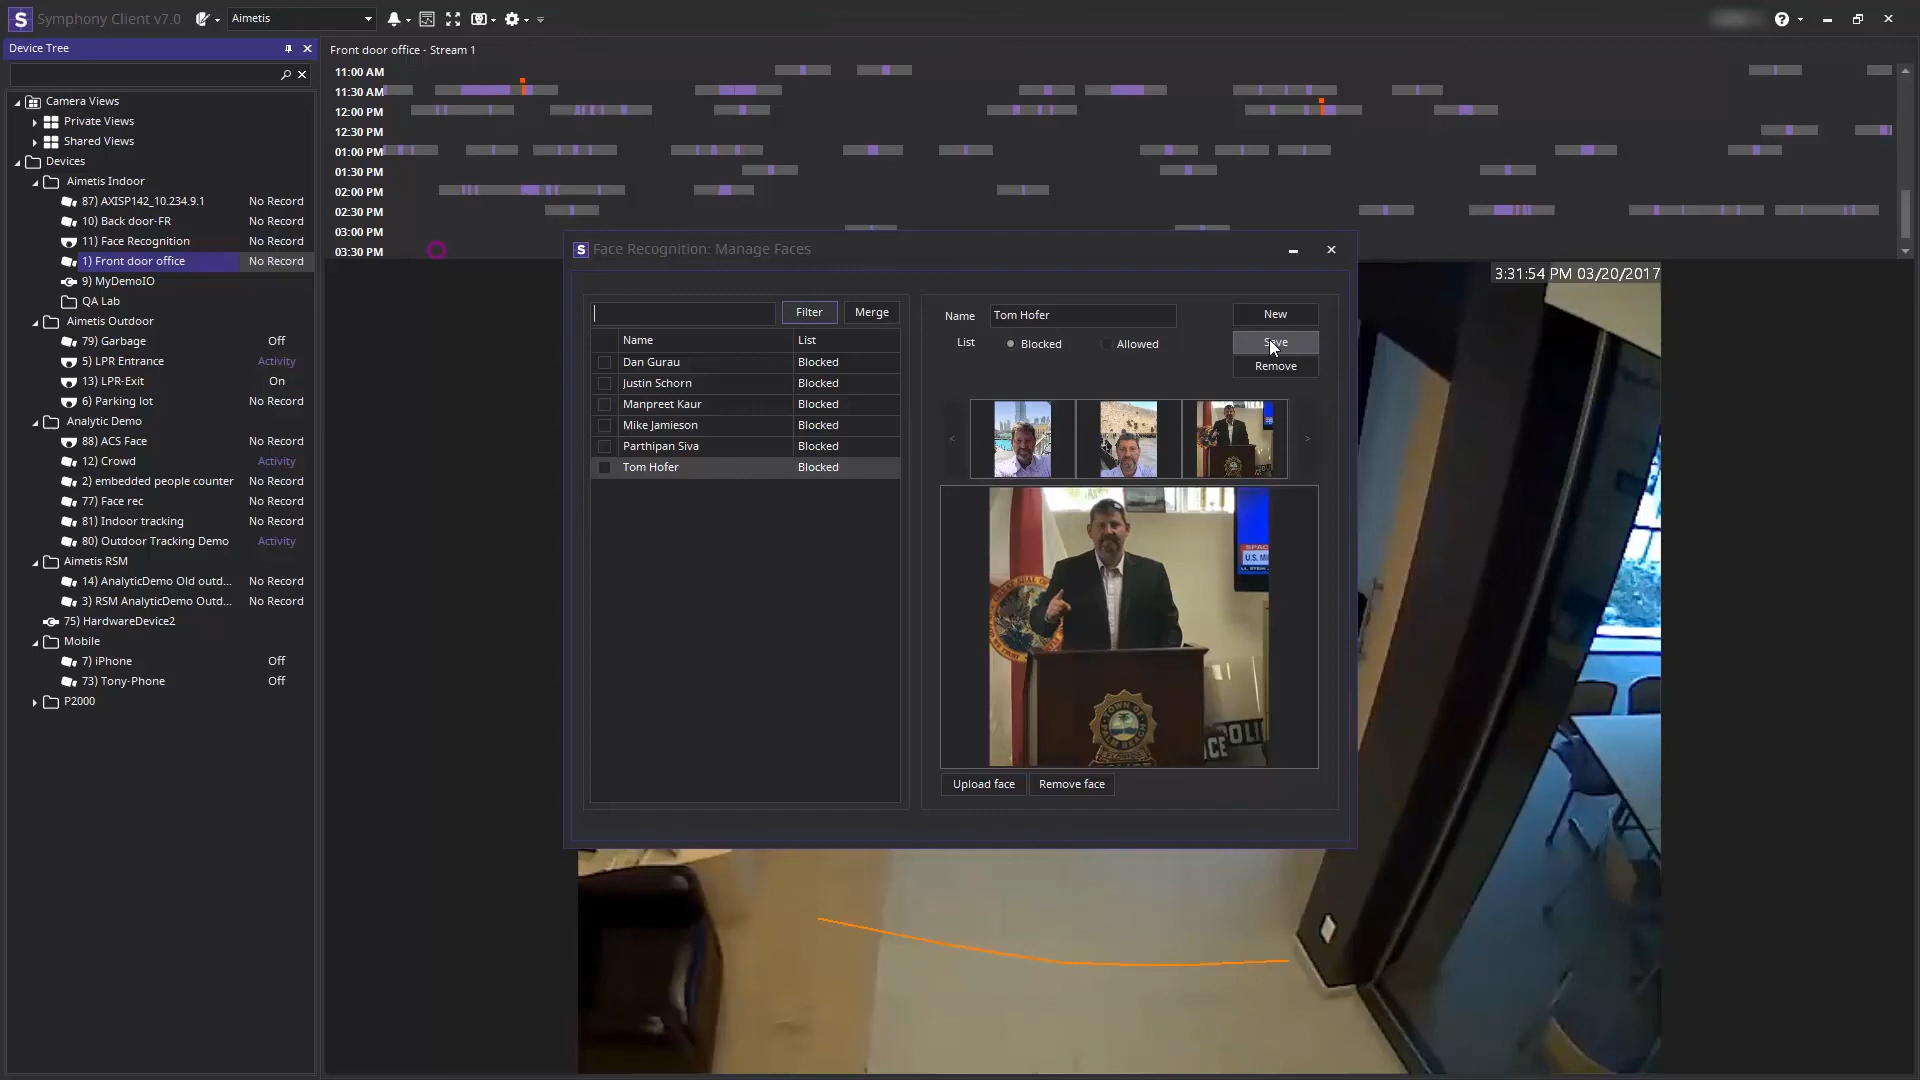 S Symphony Client v7.0 Aimetis
Device Tree
Front door office - Stream 1
Camera Views
Private Views
Shared Views
Devices
Aimetis Indoor
87) AXISP142_10.234.9.1 No Record
10) Back door-FR No Record
11) Face Recognition No Record
1) Front door office No Record
9) MyDemoIO
QA Lab
Aimetis Outdoor
79) Garbage Off
5) LPR Entrance Activity
13) LPR-Exit On
6) Parking lot No Record
Analytic Demo
88) ACS Face No Record
12) Crowd Activity
2) embedded people counter No Record
77) Face rec No Record
81) Indoor tracking No Record
80) Outdoor Tracking Demo Activity
Aimetis RSM
14) AnalyticDemo Old outd... No Record
3) RSM AnalyticDemo Outd... No Record
75) HardwareDevice2
Mobile
7) iPhone Off
73) Tony-Phone Off
P2000
11:00 AM
11:30 AM
12:00 PM
12:30 PM
01:00 PM
01:30 PM
02:00 PM
02:30 PM
03:00 PM
03:30 PM
3:31:54 PM 03/20/2017
S Face Recognition: Manage Faces
Filter Merge
Name List
Dan Gurau Blocked
Justin Schorn Blocked
Manpreet Kaur Blocked
Mike Jamieson Blocked
Parthipan Siva Blocked
Tom Hofer Blocked
Name Tom Hofer New
List Blocked Allowed Save
Remove
< >
SPAC
U.S. MI
TOWN OF
PALM BEACH
FLORIDA
POLI
CE
Upload face Remove face